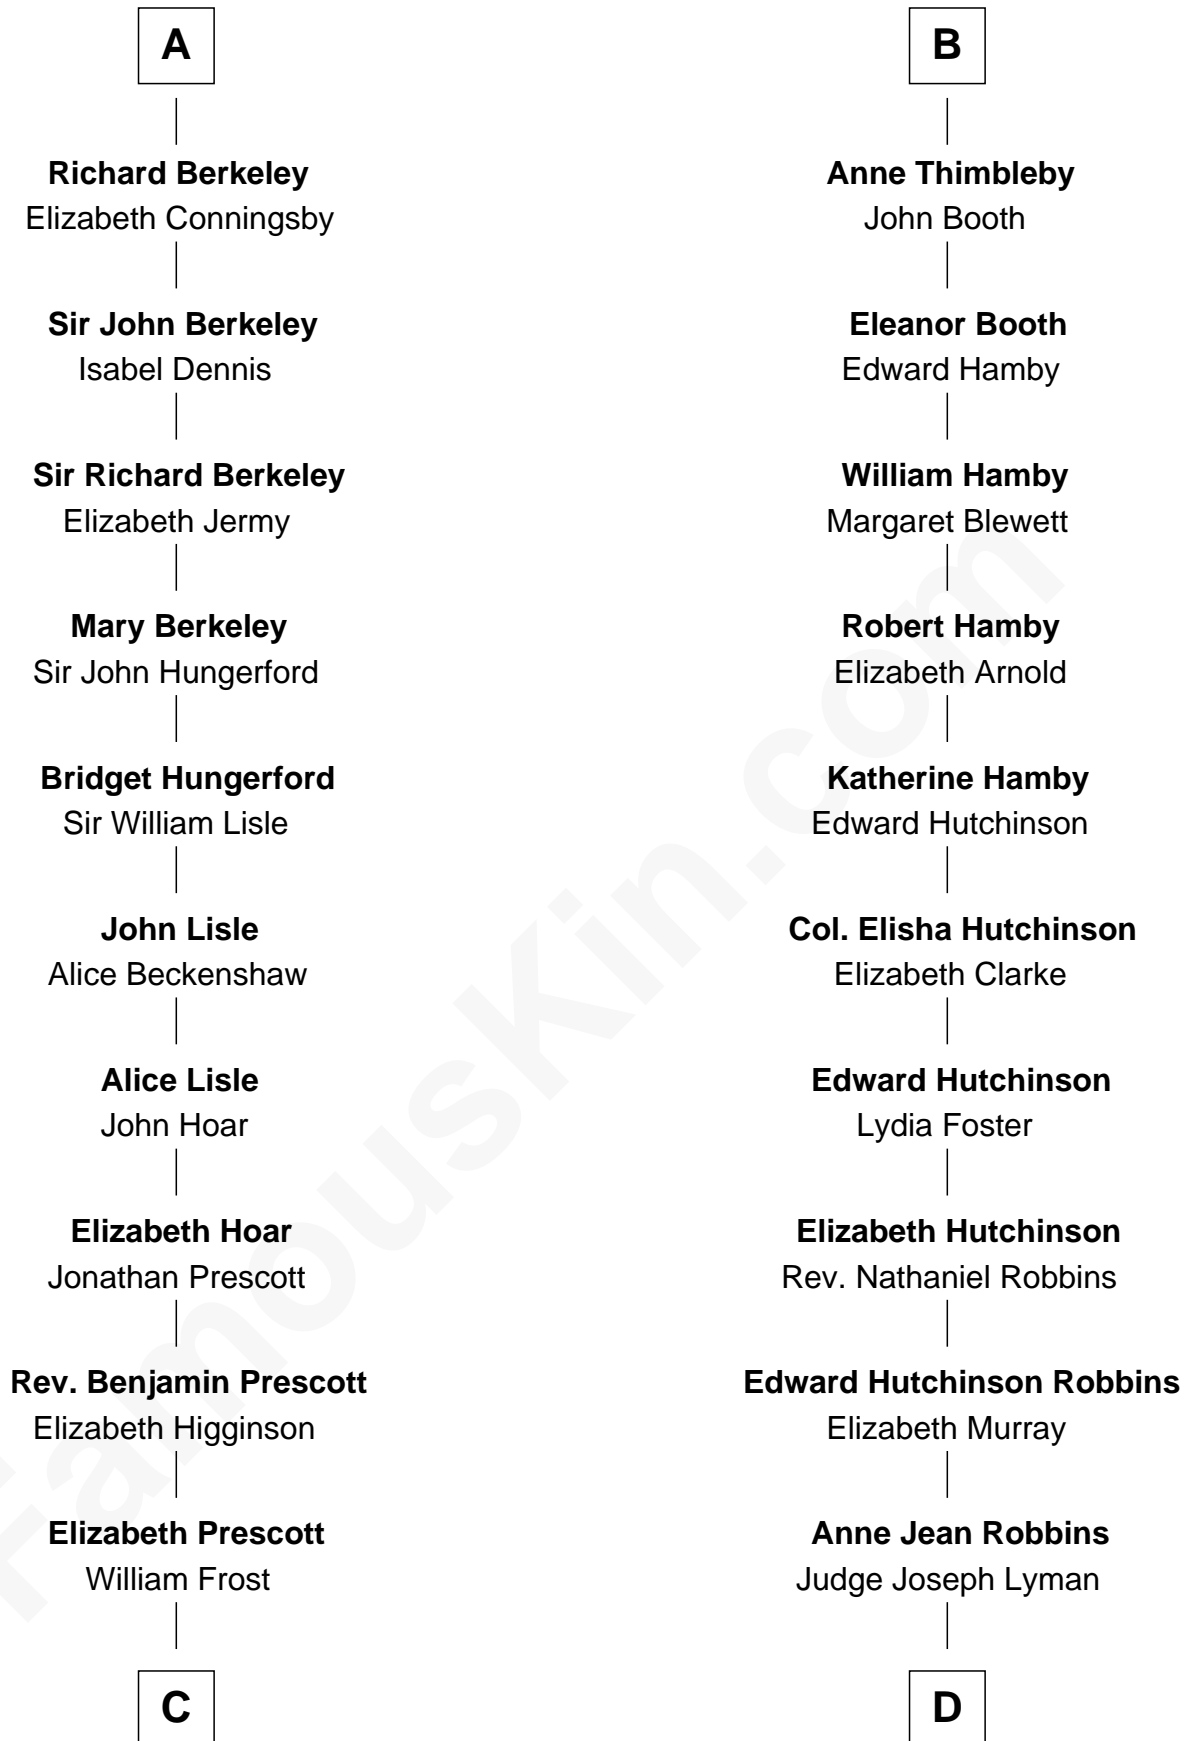 A
Richard Berkeley
Elizabeth Conningsby
Sir John Berkeley
Isabel Dennis
Sir Richard Berkeley
Elizabeth Jermy
Mary Berkeley
Sir John Hungerford
Bridget Hungerford
Sir William Lisle
John Lisle
Alice Beckenshaw
Alice Lisle
John Hoar
Elizabeth Hoar
Jonathan Prescott
Rev. Benjamin Prescott
Elizabeth Higginson
Elizabeth Prescott
William Frost
C
B
Anne Thimbleby
John Booth
Eleanor Booth
Edward Hamby
William Hamby
Margaret Blewett
Robert Hamby
Elizabeth Arnold
Katherine Hamby
Edward Hutchinson
Col. Elisha Hutchinson
Elizabeth Clarke
Edward Hutchinson
Lydia Foster
Elizabeth Hutchinson
Rev. Nathaniel Robbins
Edward Hutchinson Robbins
Elizabeth Murray
Anne Jean Robbins
Judge Joseph Lyman
D
FamousKin.com